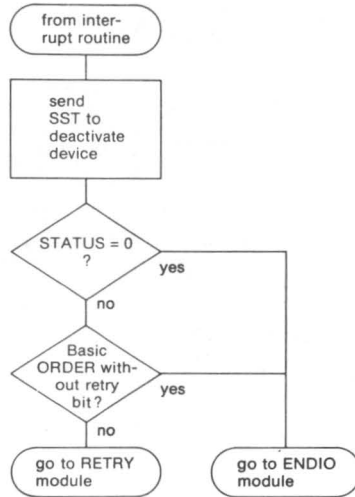 from inter-
rupt routine
send
SST to
deactivate
device
STATUS = 0
?
yes
no
Basic
ORDER with-
out retry
bit?
yes
no
go to RETRY
module
go to ENDIO
module